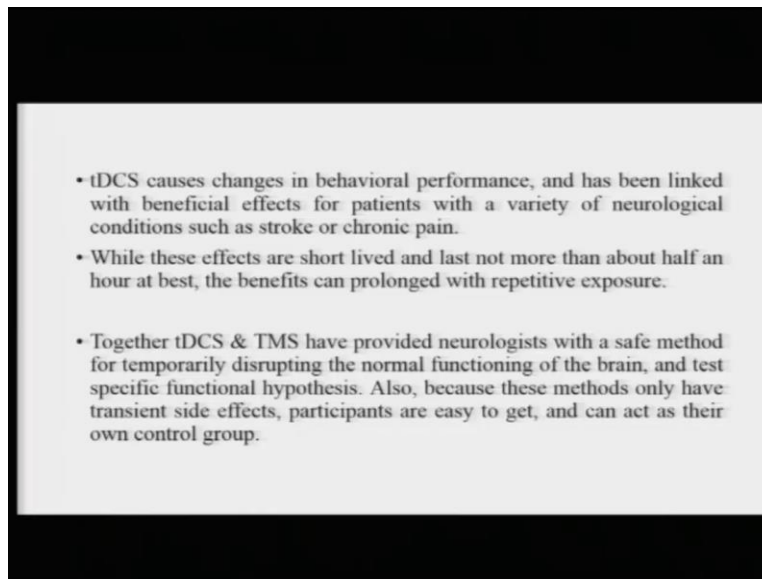 • tDCS causes changes in behavioral performance, and has been linked
with beneficial effects for patients with a variety of neurological
conditions such as stroke or chronic pain.
• While these effects are short lived and last not more than about half an
hour at best, the benefits can prolonged with repetitive exposure.
• Together tDCS & TMS have provided neurologists with a safe method
for temporarily disrupting the normal functioning of the brain, and test
specific functional hypothesis. Also, because these methods only have
transient side effects, participants are easy to get, and can act as their
own control group.